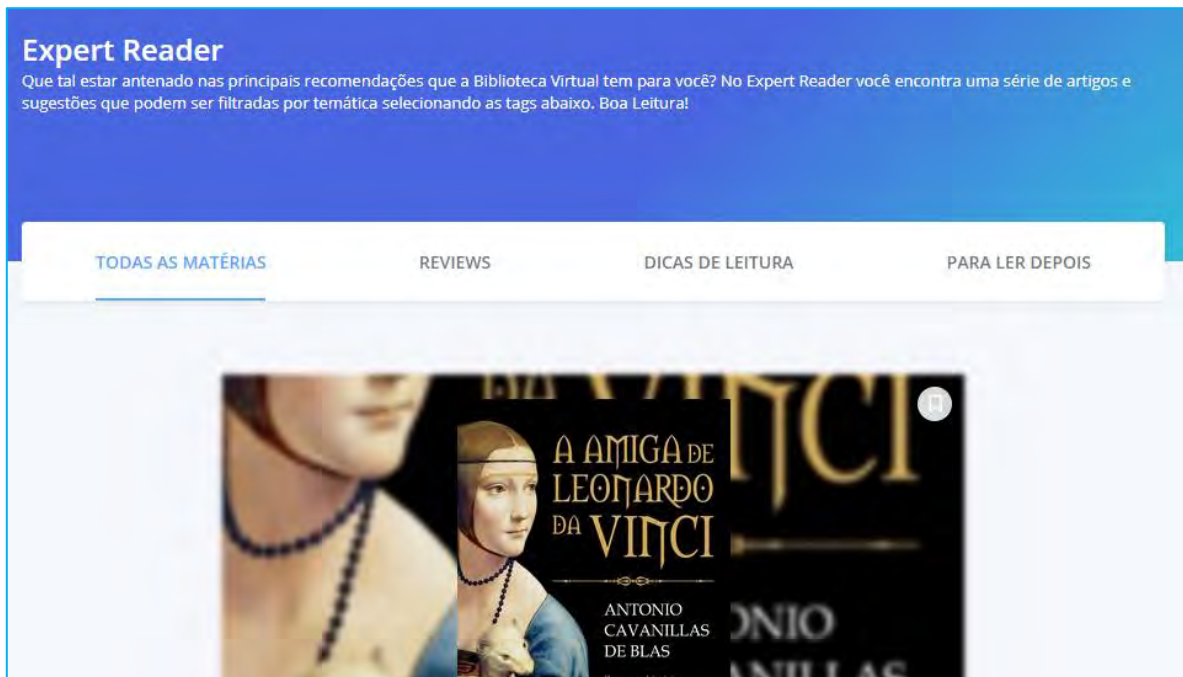 Expert Reader
Que tal estar antenado nas principais recomendações que a Biblioteca Virtual tem para você? No Expert Reader você encontra uma série de artigos e
sugestões que podem ser filtradas por temática selecionando as tags abaixo. Boa Leitura!
TODAS AS MATÉRIAS REVIEWS DICAS DE LEITURA PARA LER DEPOIS
DA VINCI
A AMIGA DE
LEONARDO
DA VINCI
ANTONIO
CAVANILLAS
DE BLAS